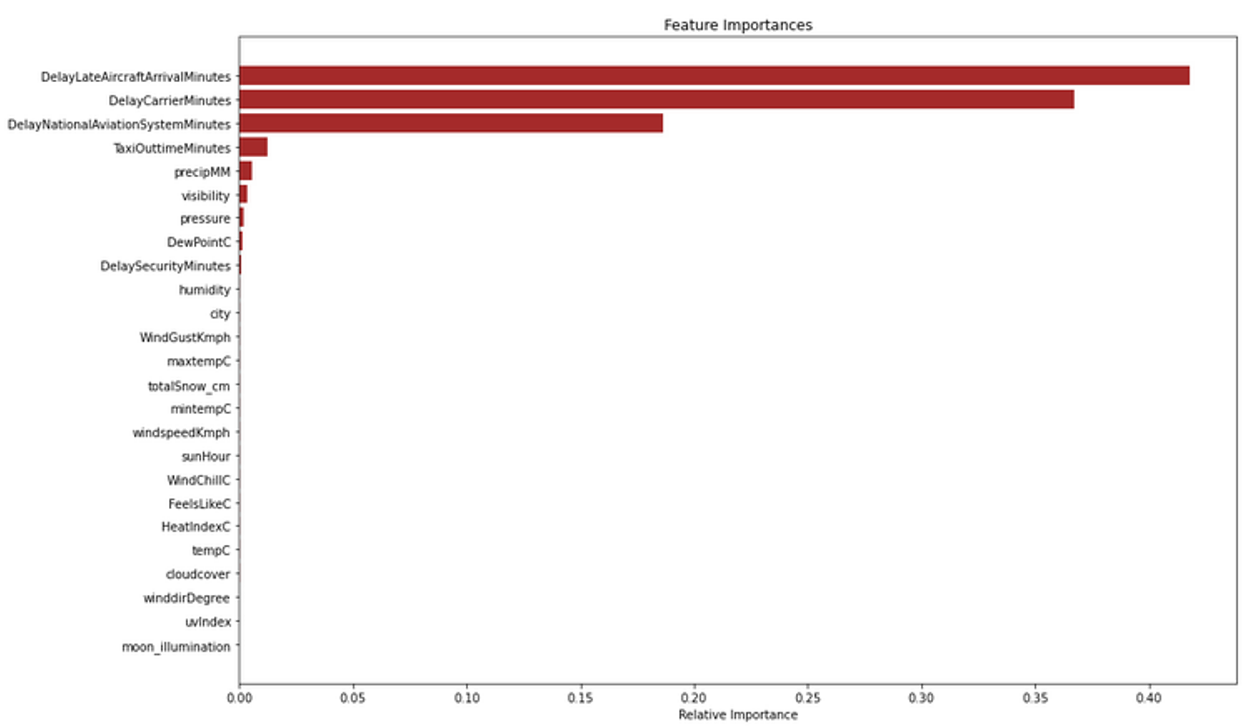 Feature Importances
DelayLateAircraftArrivalMinutes
DelayCarrierMinutes
DelayNationalAviationSystemMinutes
TaxiOuttimeMinutes
precipMM
visibility
pressure
DewPointC
DelaySecurityMinutes
humidity
city
WindGustKmph
maxtempC
totalSnow_cm
mintempC
windspeedKmph
sunHour
WindChillC
FeelsLikeC
HeatIndexC
tempC
cloudcover
winddirDegree
uvIndex
moon_illumination
0.00 0.05 0.10 0.15 0.20 0.25 0.30 0.35 0.40
Relative Importance